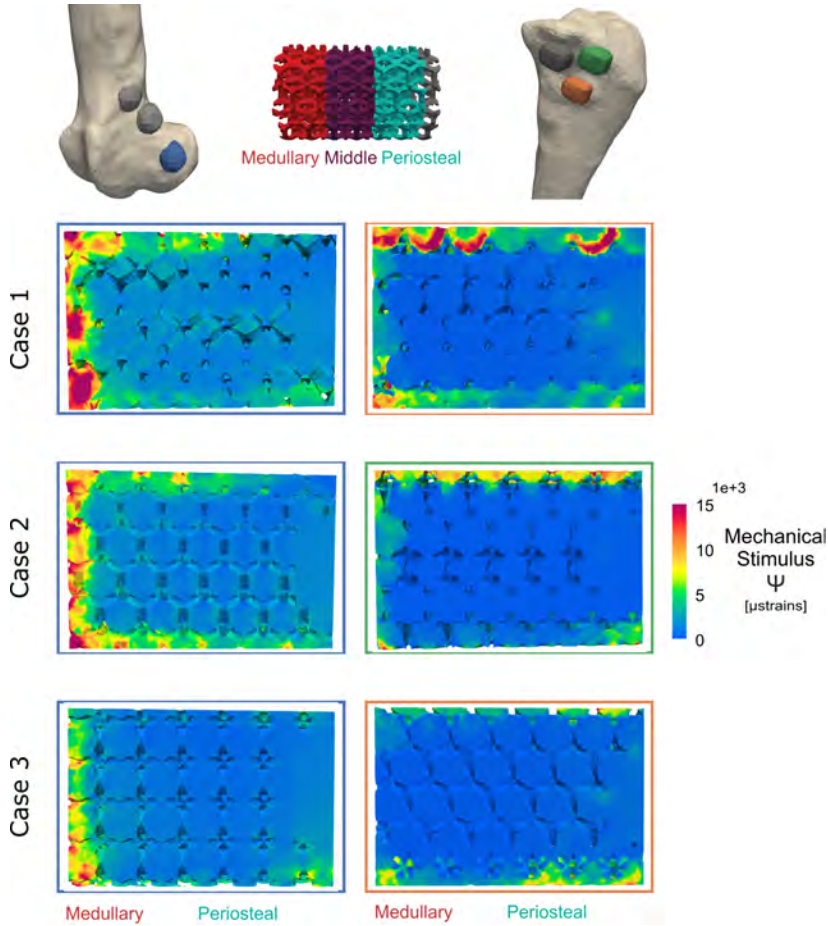 Medullary Middle Periosteal
Case 1
Case 2
1e+3
15
10
5
0
Mechanical
Stimulus
Ψ
[μstrains]
Case 3
Medullary Periosteal Medullary Periosteal